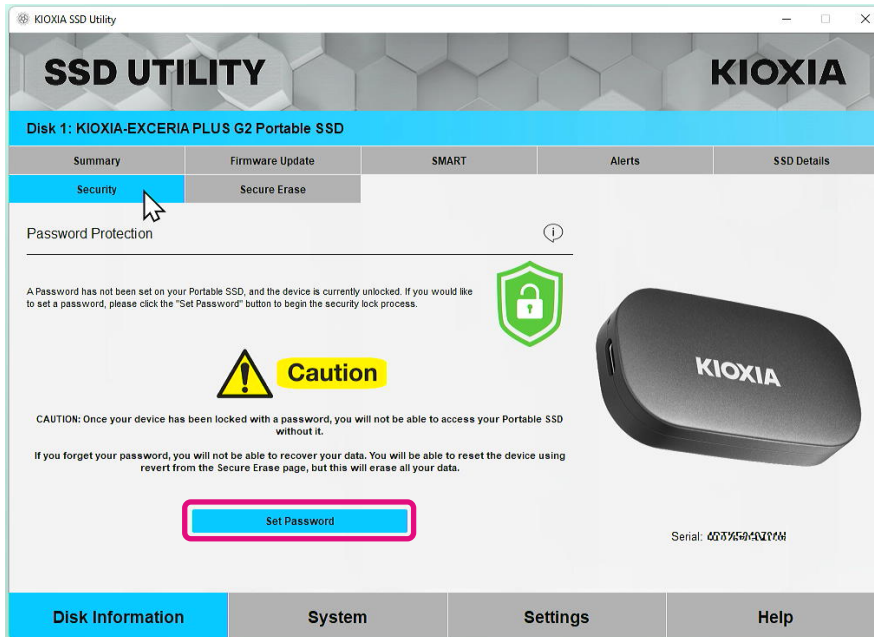 KIOXIA SSD Utility
SSD UTILITY
KIOXIA
Disk 1: KIOXIA-EXCERIA PLUS G2 Portable SSD
Summary
Firmware Update
SMART
Alerts
SSD Details
Security
Secure Erase
Password Protection
A Password has not been set on your Portable SSD, and the device is currently unlocked. If you would like
to set a password, please click the "Set Password" button to begin the security lock process.
Caution
CAUTION: Once your device has been locked with a password, you will not be able to access your Portable SSD
without it.
If you forget your password, you will not be able to recover your data. You will be able to reset the device using
revert from the Secure Erase page, but this will erase all your data.
Set Password
KIOXIA
Serial:
Disk Information
System
Settings
Help